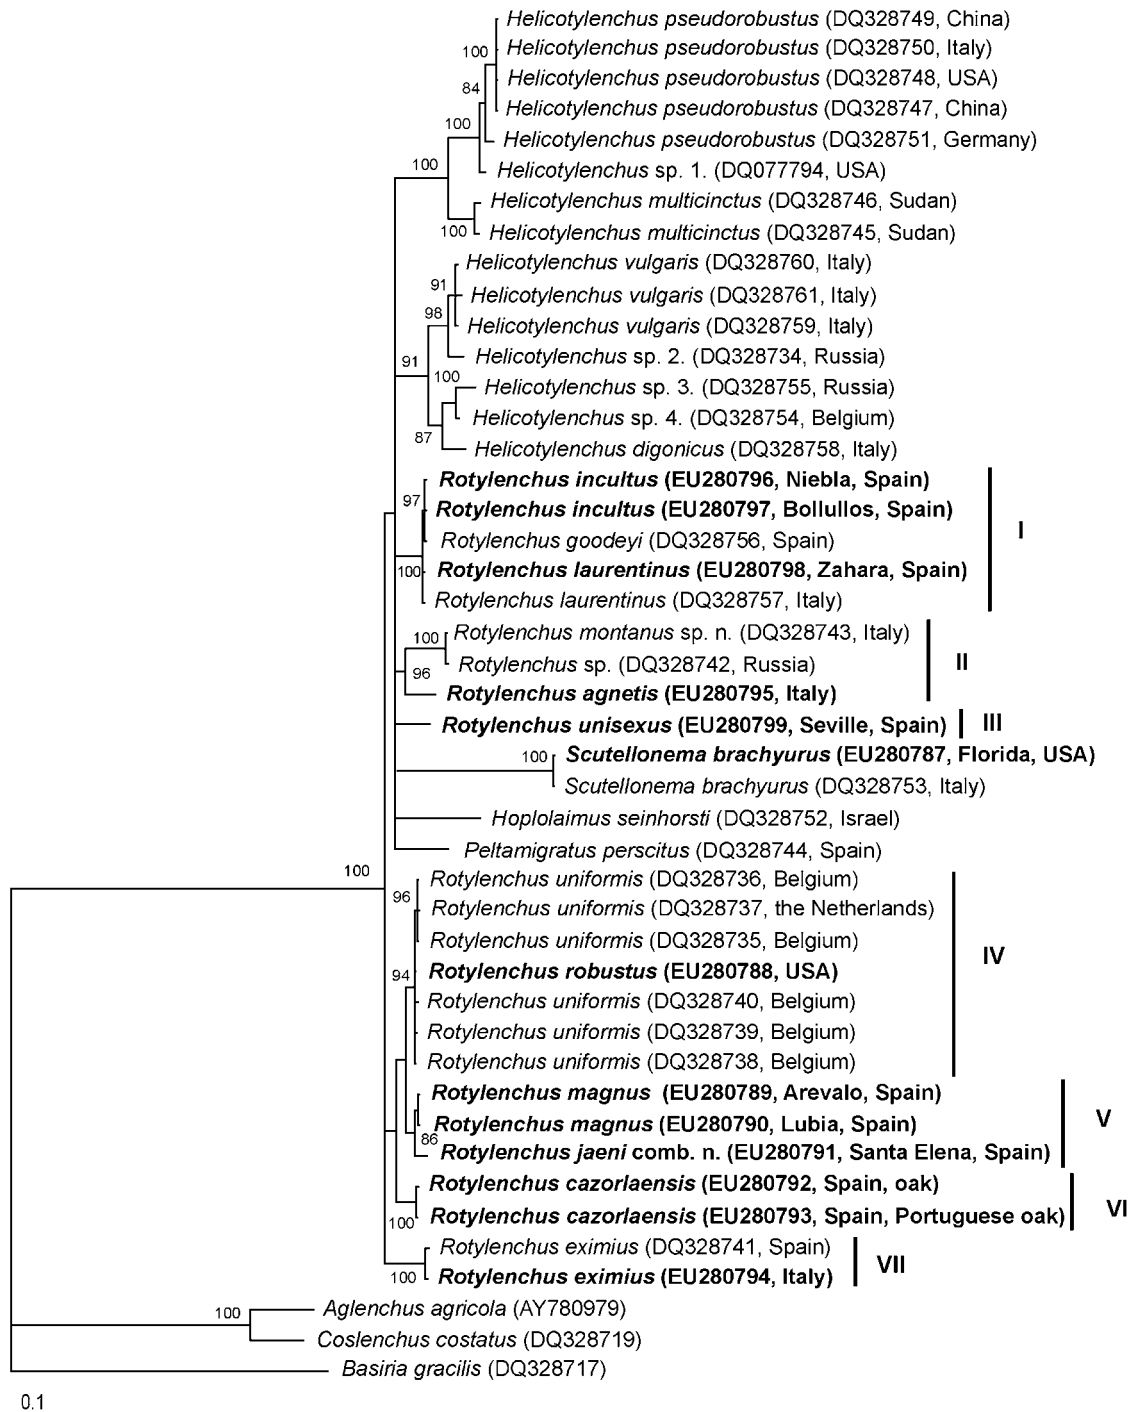 Helicotylenchus pseudorobustus (DQ328749, China)
100
Helicotylenchus pseudorobustus (DQ328750, Italy)
Helicotylenchus pseudorobustus (DQ328748, USA)
84
Helicotylenchus pseudorobustus (DQ328747, China)
100
Helicotylenchus pseudorobustus (DQ328751, Germany)
100
Helicotylenchus sp. 1. (DQ077794, USA)
Helicotylenchus multicinctus (DQ328746, Sudan)
100
Helicotylenchus multicinctus (DQ328745, Sudan)
Helicotylenchus vulgaris (DQ328760, Italy)
91
Helicotylenchus vulgaris (DQ328761, Italy)
98
Helicotylenchus vulgaris (DQ328759, Italy)
91
Helicotylenchus sp. 2. (DQ328734, Russia)
100
Helicotylenchus sp. 3. (DQ328755, Russia)
Helicotylenchus sp. 4. (DQ328754, Belgium)
87
Helicotylenchus digonicus (DQ328758, Italy)
Rotylenchus incultus (EU280796, Niebla, Spain)
97
Rotylenchus incultus (EU280797, Bollullos, Spain)
I
Rotylenchus goodeyi (DQ328756, Spain)
100
Rotylenchus laurentinus (EU280798, Zahara, Spain)
Rotylenchus laurentinus (DQ328757, Italy)
100
Rotylenchus montanus sp. n. (DQ328743, Italy)
II
Rotylenchus sp. (DQ328742, Russia)
96
Rotylenchus agnetis (EU280795, Italy)
Rotylenchus unisexus (EU280799, Seville, Spain)
III
100
Scutellonema brachyurus (EU280787, Florida, USA)
Scutellonema brachyurus (DQ328753, Italy)
Hoplolaimus seinhorsti (DQ328752, Israel)
Peltamigratus perscitus (DQ328744, Spain)
100
Rotylenchus uniformis (DQ328736, Belgium)
96
Rotylenchus uniformis (DQ328737, the Netherlands)
Rotylenchus uniformis (DQ328735, Belgium)
IV
94
Rotylenchus robustus (EU280788, USA)
Rotylenchus uniformis (DQ328740, Belgium)
Rotylenchus uniformis (DQ328739, Belgium)
Rotylenchus uniformis (DQ328738, Belgium)
Rotylenchus magnus (EU280789, Arevalo, Spain)
V
Rotylenchus magnus (EU280790, Lubia, Spain)
86
Rotylenchus jaeni comb. n. (EU280791, Santa Elena, Spain)
Rotylenchus cazorlaensis (EU280792, Spain, oak)
VI
100
Rotylenchus cazorlaensis (EU280793, Spain, Portuguese oak)
Rotylenchus eximius (DQ328741, Spain)
VII
100
Rotylenchus eximius (EU280794, Italy)
100
Aglenchus agricola (AY780979)
Coslenchus costatus (DQ328719)
Basiria gracilis (DQ328717)
0.1